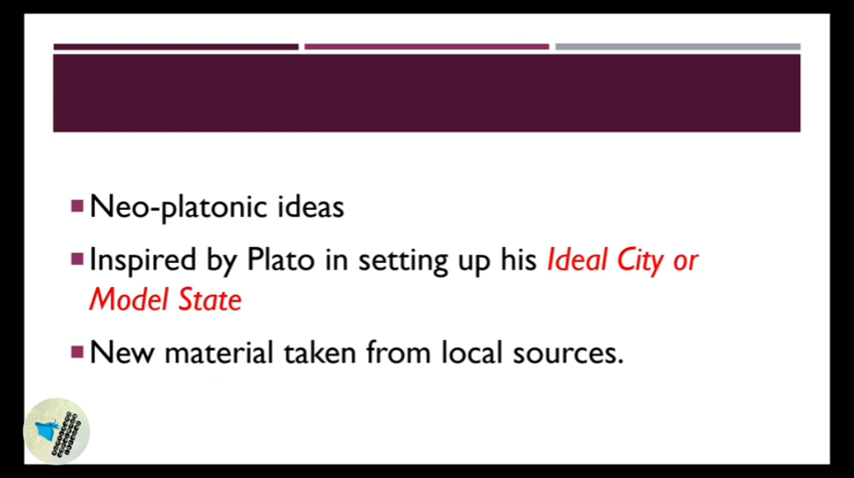 Neo-platonic ideas
Inspired by Plato in setting up his Ideal City or
Model State
New material taken from local sources.